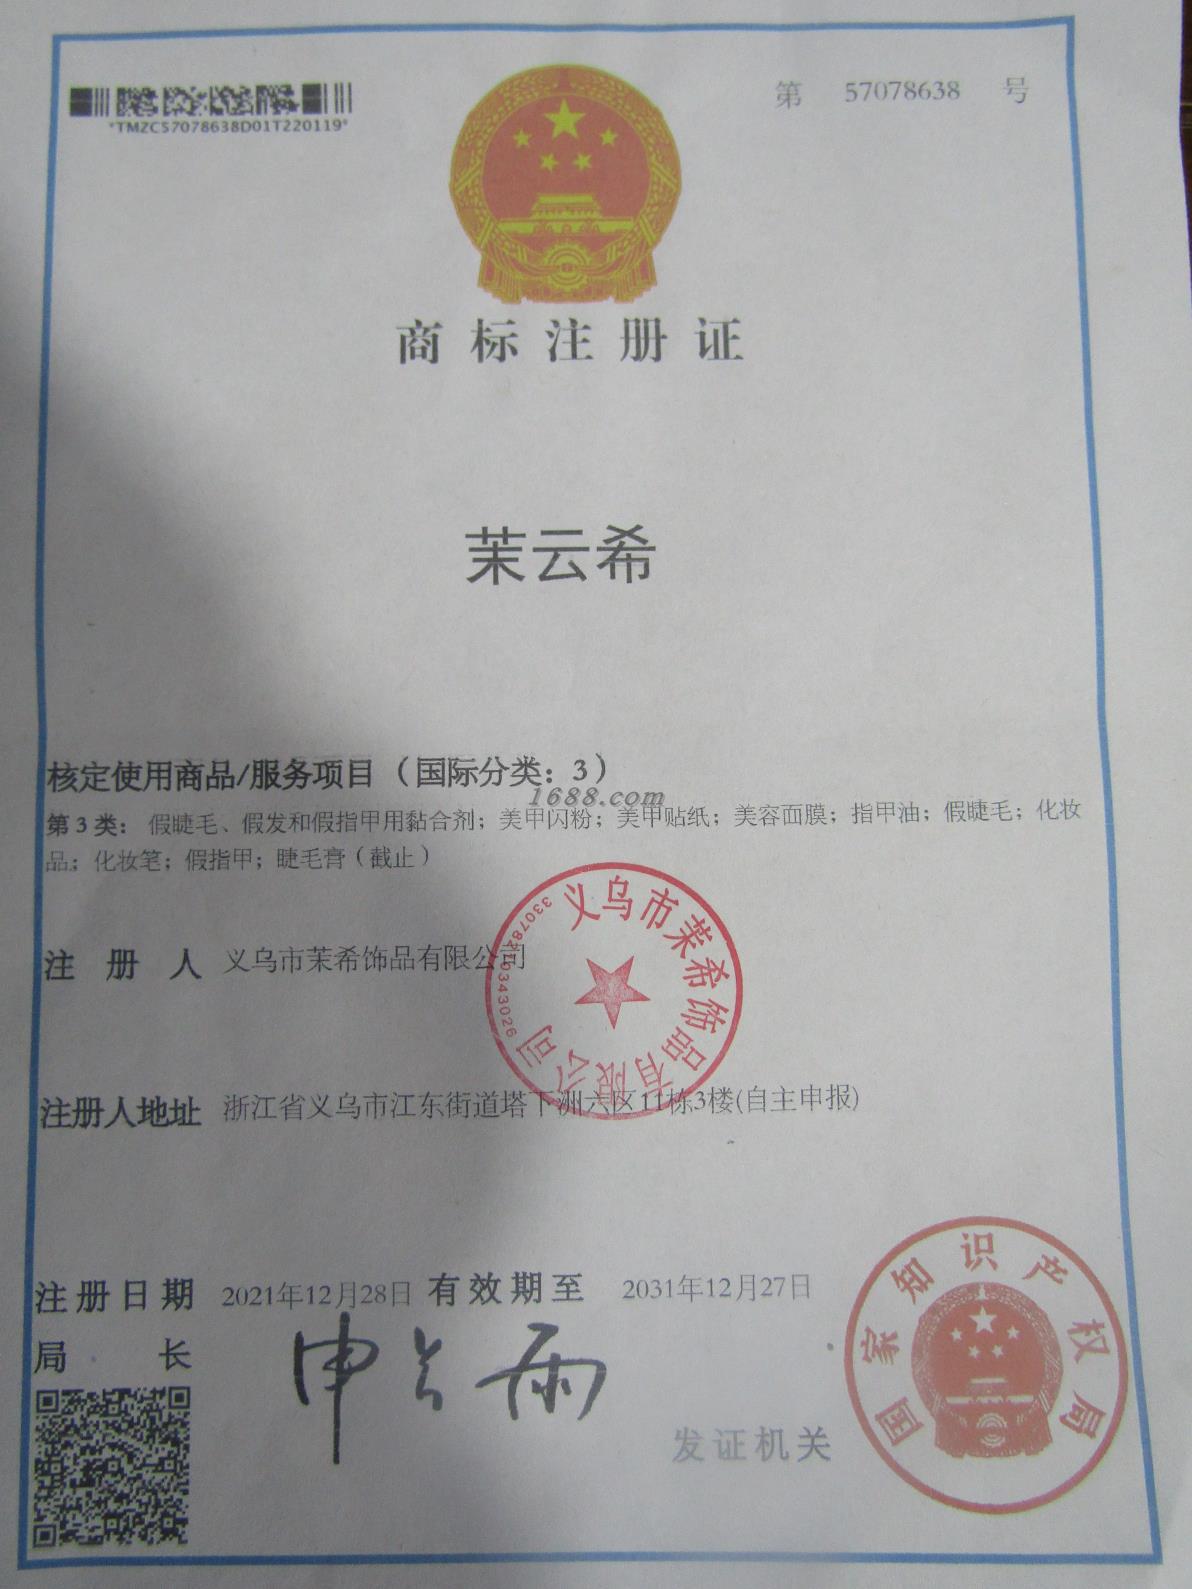 *TMZC57078638D01T220119*
第 57078638 号
商标注册证
茉云希
核定使用商品/服务项目（国际分类：3）
1688.com
第3类：假睫毛、假发和假指甲用黏合剂；美甲闪粉；美甲贴纸；美容面膜；指甲油；假睫毛；化妆
品；化妆笔；假指甲；睫毛膏（截止）
注册人 义乌市茉希饰品有限公司
义乌市茉希饰品有限公司
注册人地址 浙江省义乌市江东街道塔下洲六区11栋3楼(自主申报)
注册日期 2021年12月28日 有效期至 2031年12月27日
局长 申长雨
发证机关
国家知识产权局